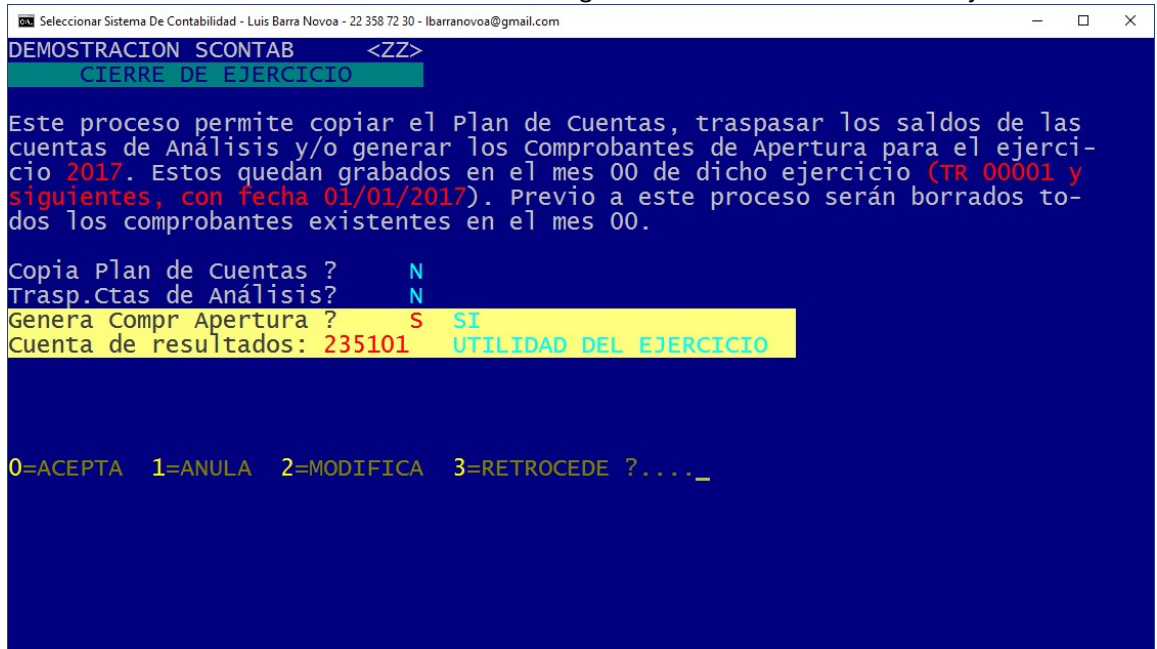 Seleccionar Sistema De Contabilidad - Luis Barra Novoa - 22 358 72 30 - lbarranovoa@gmail.com
DEMOSTRACION SCONTAB <ZZ>
CIERRE DE EJERCICIO
Este proceso permite copiar el Plan de Cuentas, traspasar los saldos de las
cuentas de Análisis y/o generar los Comprobantes de Apertura para el ejerci-
cio 2017. Estos quedan grabados en el mes 00 de dicho ejercicio (TR 00001 y
siguientes, con fecha 01/01/2017). Previo a este proceso serán borrados to-
dos los comprobantes existentes en el mes 00.
Copia Plan de Cuentas ? N
Trasp.Ctas de Análisis? N
Genera Compr Apertura ? S SI
Cuenta de resultados: 235101 UTILIDAD DEL EJERCICIO
0=ACEPTA 1=ANULA 2=MODIFICA 3=RETROCEDE ?...._